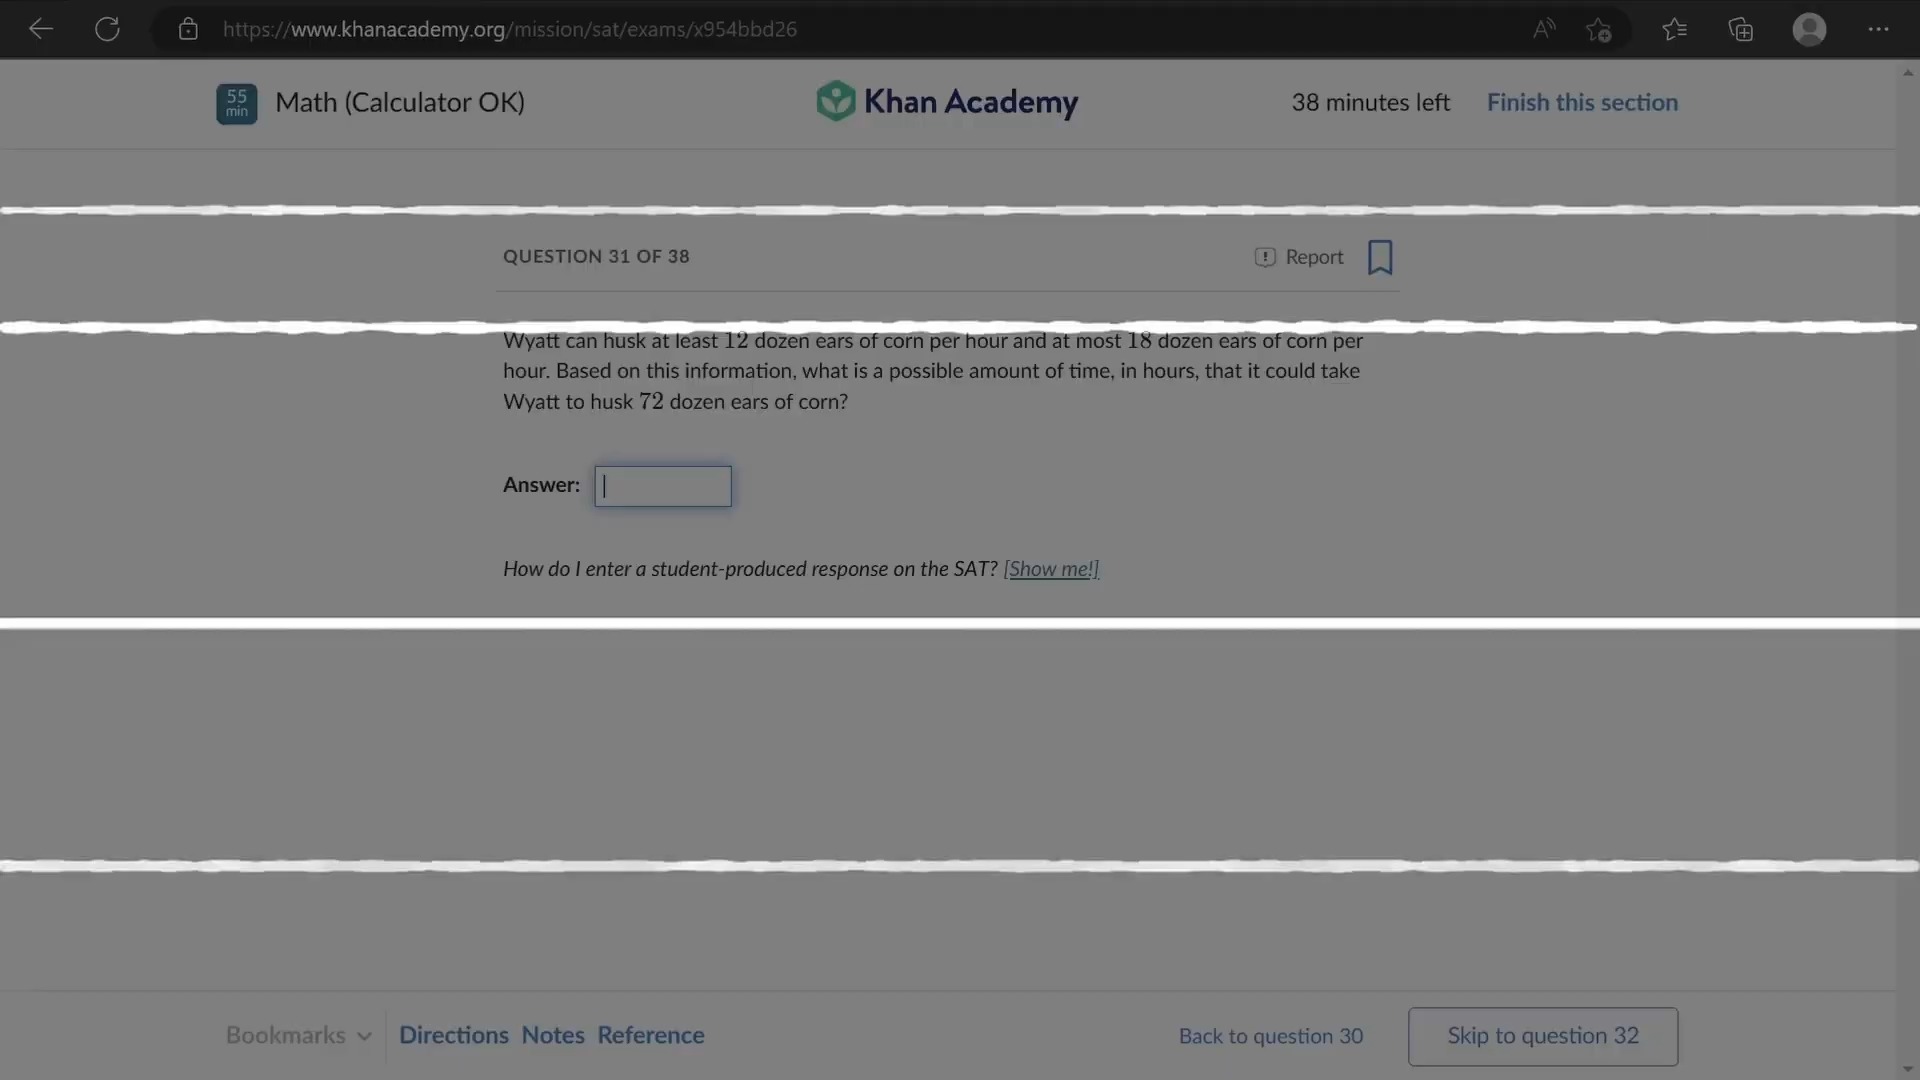 https://www.khanacademy.org/mission/sat/exams/x954bbd26
55
min
Math (Calculator OK)
Khan Academy
38 minutes left
Finish this section
QUESTION 31 OF 38
Report
Wyatt can husk at least 12 dozen ears of corn per hour and at most 18 dozen ears of corn per
hour. Based on this information, what is a possible amount of time, in hours, that it could take
Wyatt to husk 72 dozen ears of corn?
Answer:
How do I enter a student-produced response on the SAT? [Show me!]
Bookmarks
Directions
Notes
Reference
Back to question 30
Skip to question 32